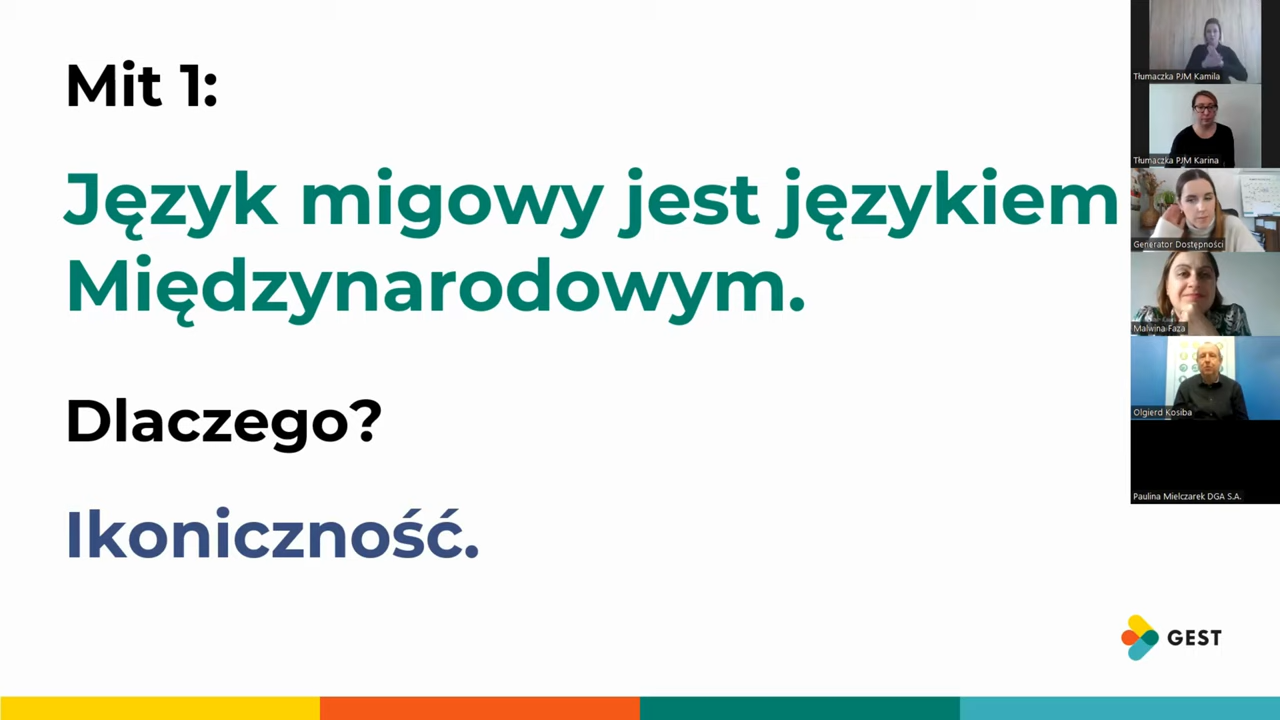 Mit 1:
Język migowy jest językiem
Międzynarodowym.
Dlaczego?
Ikoniczność.
GEST
Tłumaczka PJM Kamila
Tłumaczka PJM Karina
Generator Dostępności
Malwina Faza
Olgierd Kosiba
Paulina Mielczarek DGA S.A.